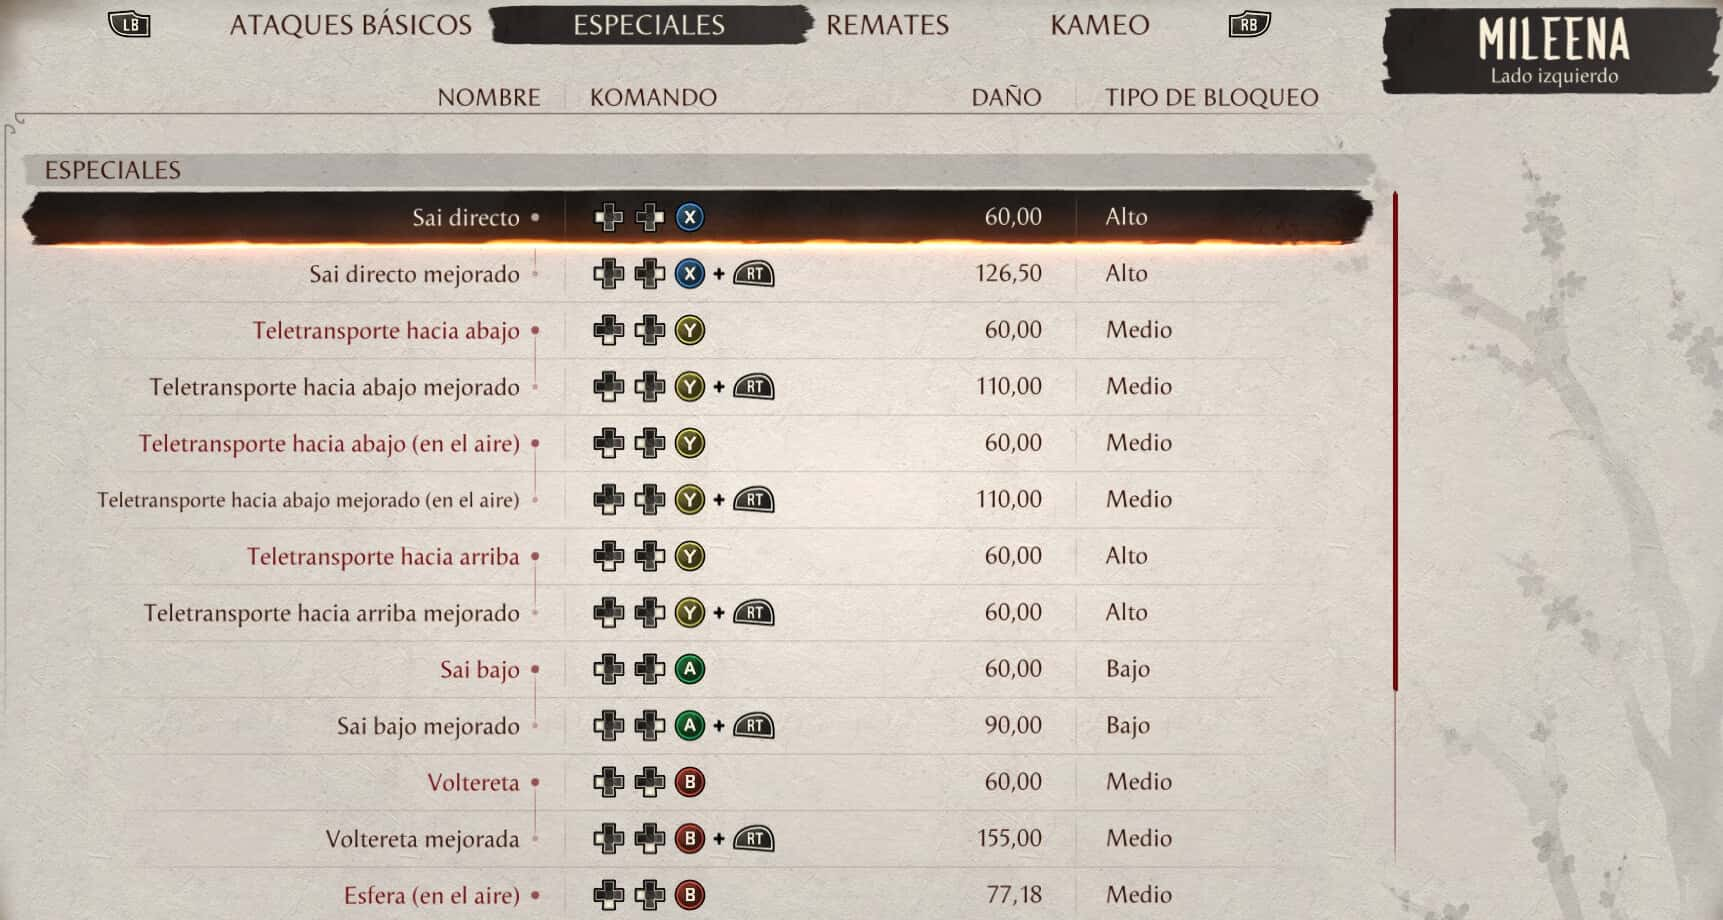 LB ATAQUES BÁSICOS ESPECIALES REMATES KAMEO RB
MILEENA
Lado izquierdo
NOMBRE KOMANDO DAÑO TIPO DE BLOQUEO
ESPECIALES
Sai directo X 60,00 Alto
Sai directo mejorado X + RT 126,50 Alto
Teletransporte hacia abajo Y 60,00 Medio
Teletransporte hacia abajo mejorado Y + RT 110,00 Medio
Teletransporte hacia abajo (en el aire) Y 60,00 Medio
Teletransporte hacia abajo mejorado (en el aire) Y + RT 110,00 Medio
Teletransporte hacia arriba Y 60,00 Alto
Teletransporte hacia arriba mejorado Y + RT 60,00 Alto
Sai bajo A 60,00 Bajo
Sai bajo mejorado A + RT 90,00 Bajo
Voltereta B 60,00 Medio
Voltereta mejorada B + RT 155,00 Medio
Esfera (en el aire) B 77,18 Medio